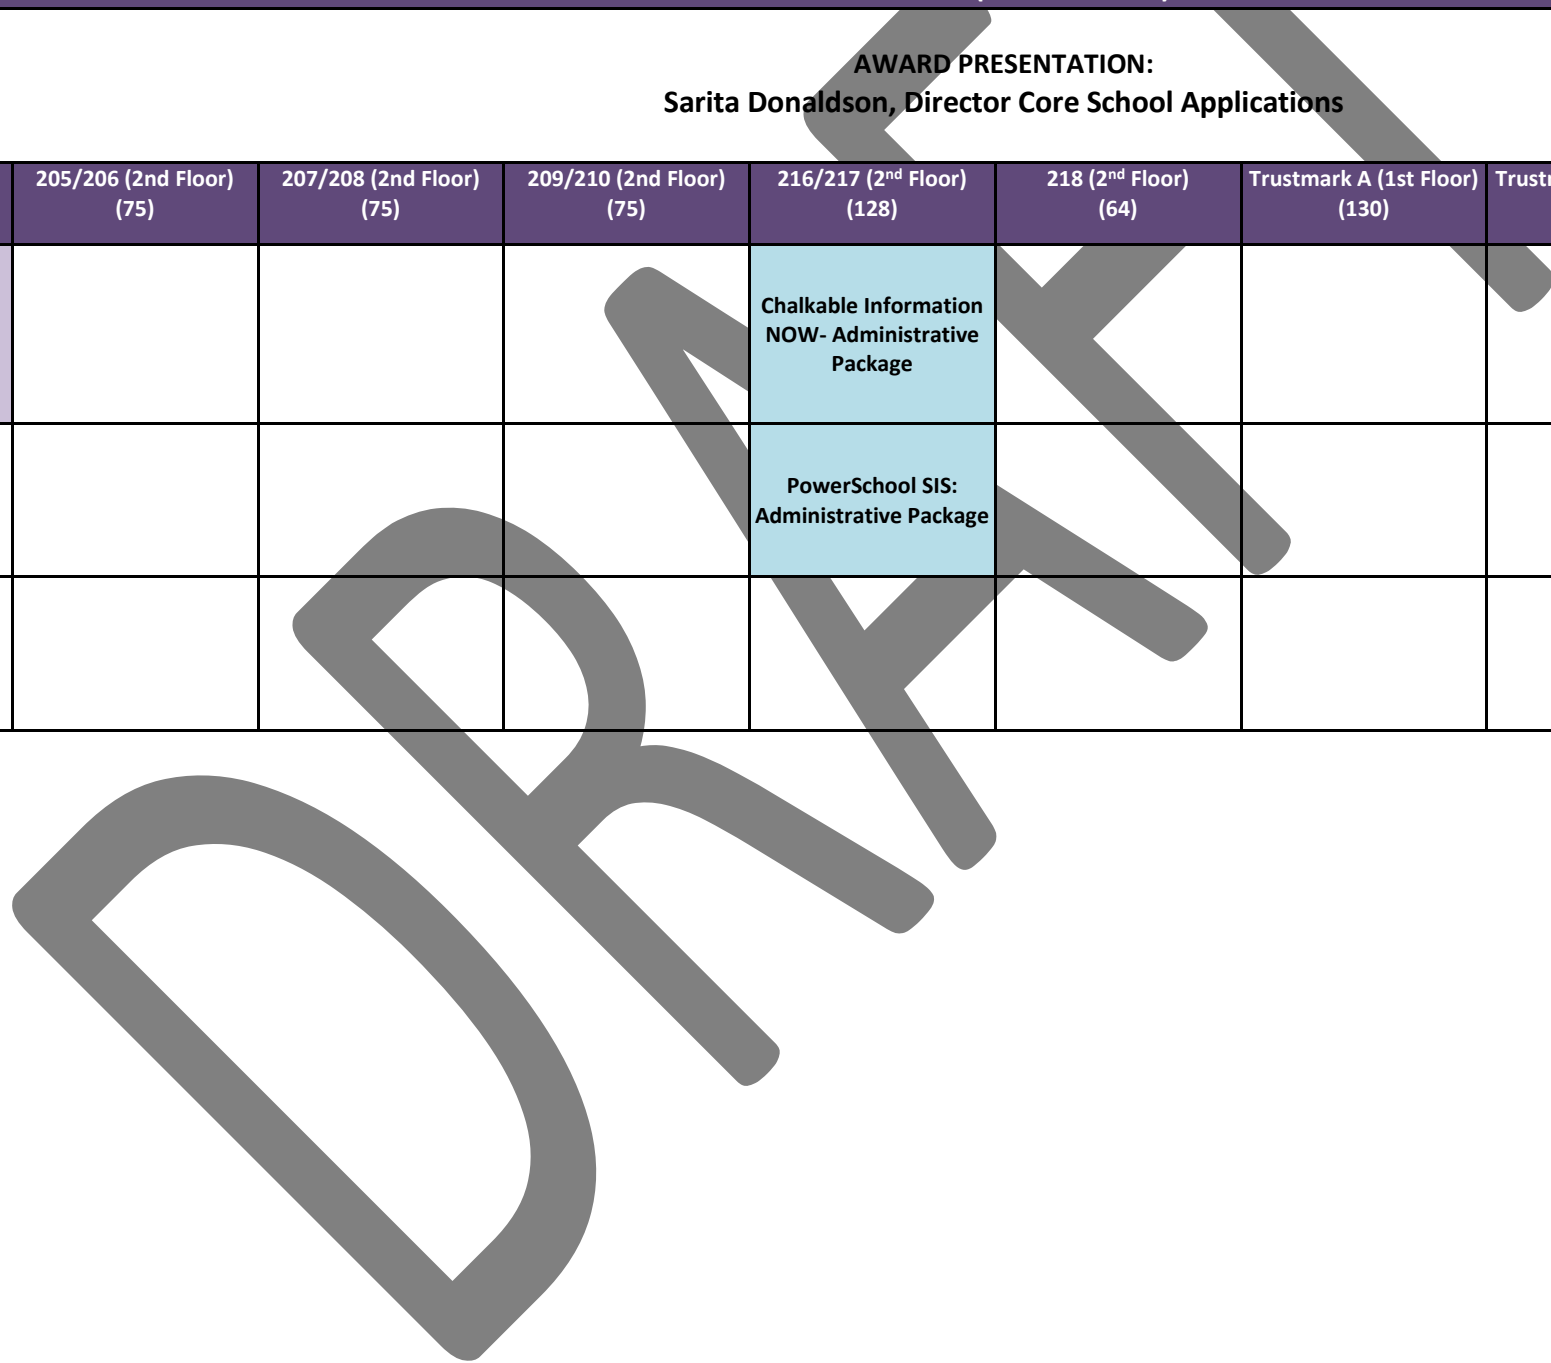 AWARD PRESENTATION:
Sarita Donaldson, Director Core School Applications
205/206 (2nd Floor)
(75)
207/208 (2nd Floor)
(75)
209/210 (2nd Floor)
(75)
216/217 (2nd Floor)
(128)
218 (2nd Floor)
(64)
Trustmark A (1st Floor)
(130)
Chalkable Information
NOW- Administrative
Package
PowerSchool SIS:
Administrative Package
DRAFT